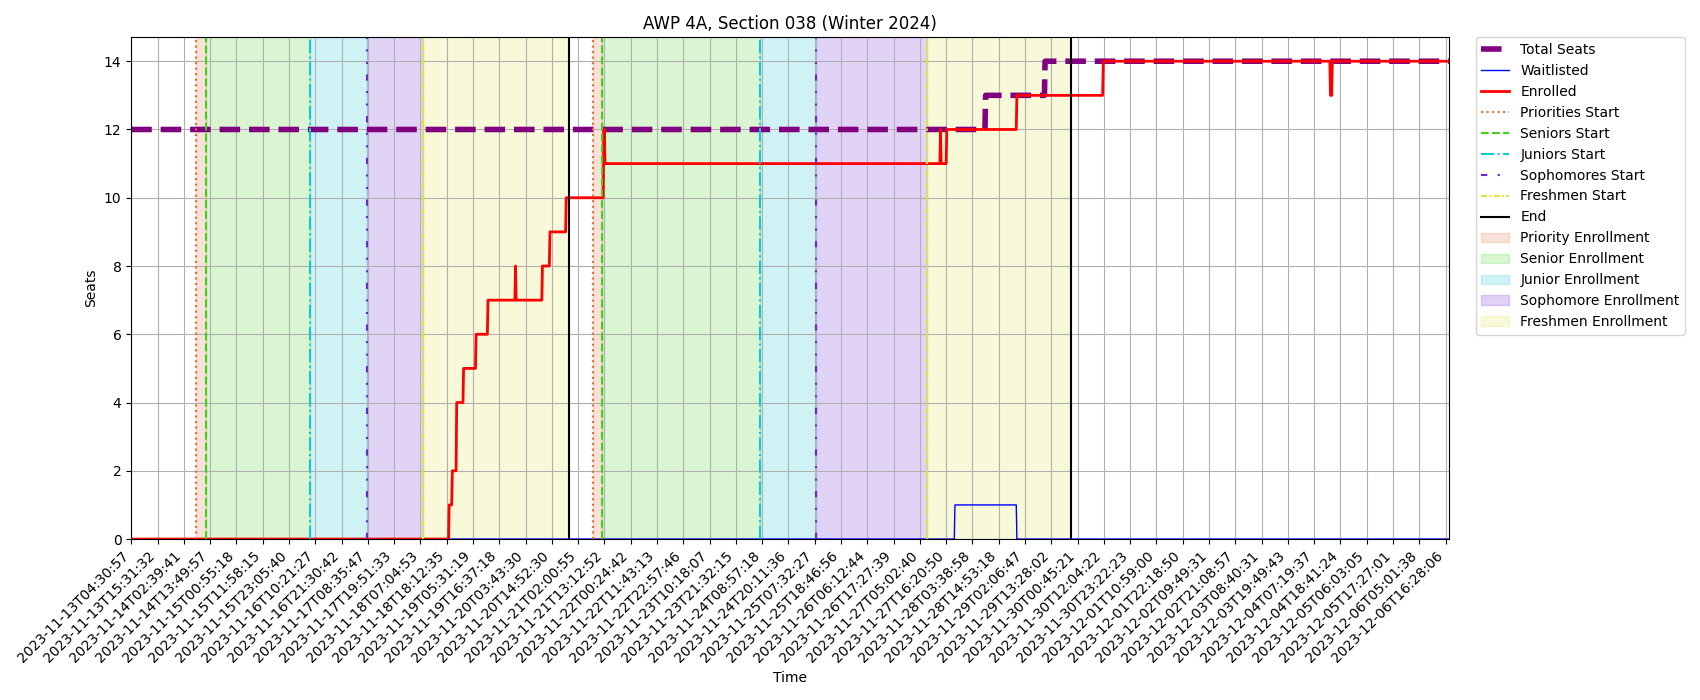 AWP 4A, Section 038 (Winter 2024)
Seats
14
12
10
8
6
4
2
0
2023-11-13T04:30:57
2023-11-13T15:31:32
2023-11-14T02:39:41
2023-11-14T13:49:57
2023-11-15T00:55:18
2023-11-15T11:58:15
2023-11-15T23:05:40
2023-11-16T10:21:27
2023-11-16T21:30:42
2023-11-17T08:35:47
2023-11-17T19:51:33
2023-11-18T07:04:53
2023-11-18T18:12:35
2023-11-19T05:31:19
2023-11-19T16:37:18
2023-11-20T03:43:30
2023-11-20T14:52:30
2023-11-21T02:00:55
2023-11-21T13:12:52
2023-11-22T00:24:42
2023-11-22T11:43:13
2023-11-22T22:57:46
2023-11-23T10:18:07
2023-11-23T21:32:15
2023-11-24T08:57:18
2023-11-24T20:11:36
2023-11-25T07:32:27
2023-11-25T18:46:56
2023-11-26T06:12:44
2023-11-26T17:27:39
2023-11-27T05:02:40
2023-11-27T16:20:50
2023-11-28T03:38:58
2023-11-28T14:53:18
2023-11-29T02:06:47
2023-11-29T13:28:02
2023-11-30T00:45:21
2023-11-30T12:04:22
2023-11-30T23:22:23
2023-12-01T10:59:00
2023-12-01T22:18:50
2023-12-02T09:49:31
2023-12-02T21:08:57
2023-12-03T08:40:31
2023-12-03T19:49:43
2023-12-04T07:19:37
2023-12-04T18:41:24
2023-12-05T06:03:05
2023-12-05T17:27:01
2023-12-06T05:01:38
2023-12-06T16:28:06
Time
Total Seats
Waitlisted
Enrolled
Priorities Start
Seniors Start
Juniors Start
Sophomores Start
Freshmen Start
End
Priority Enrollment
Senior Enrollment
Junior Enrollment
Sophomore Enrollment
Freshmen Enrollment